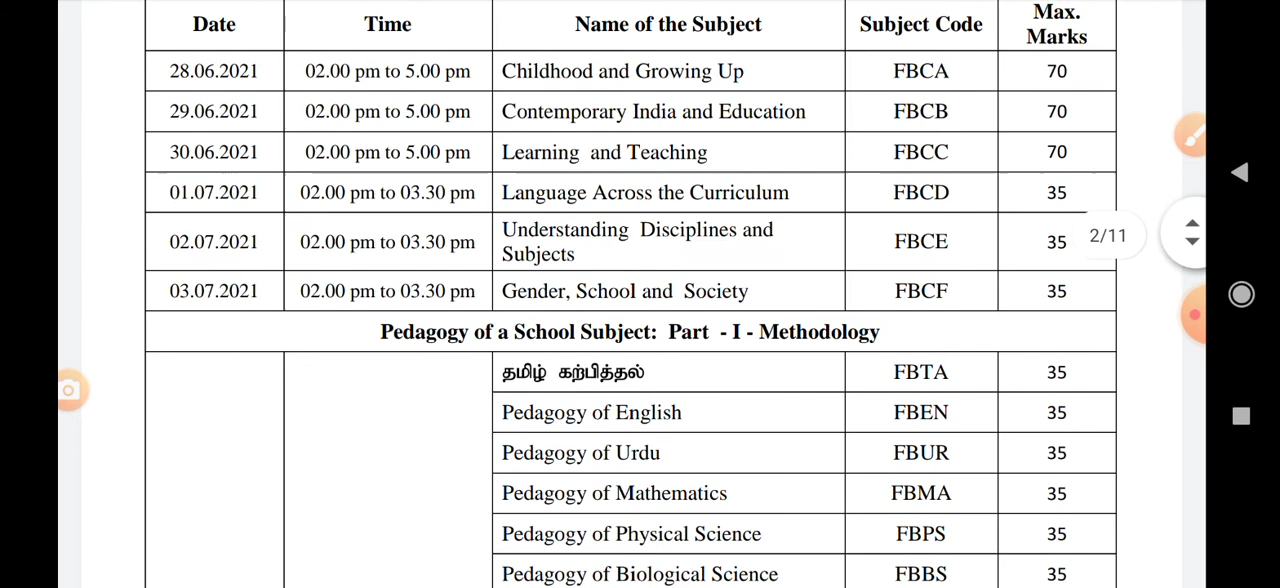 Date Time Name of the Subject Subject Code Max. Marks
28.06.2021 02.00 pm to 5.00 pm Childhood and Growing Up FBCA 70
29.06.2021 02.00 pm to 5.00 pm Contemporary India and Education FBCB 70
30.06.2021 02.00 pm to 5.00 pm Learning and Teaching FBCC 70
01.07.2021 02.00 pm to 03.30 pm Language Across the Curriculum FBCD 35
02.07.2021 02.00 pm to 03.30 pm Understanding Disciplines and Subjects FBCE 35
2/11
03.07.2021 02.00 pm to 03.30 pm Gender, School and Society FBCF 35
Pedagogy of a School Subject: Part - I - Methodology
தமிழ் கற்பித்தல் FBTA 35
Pedagogy of English FBEN 35
Pedagogy of Urdu FBUR 35
Pedagogy of Mathematics FBMA 35
Pedagogy of Physical Science FBPS 35
Pedagogy of Biological Science FBBS 35